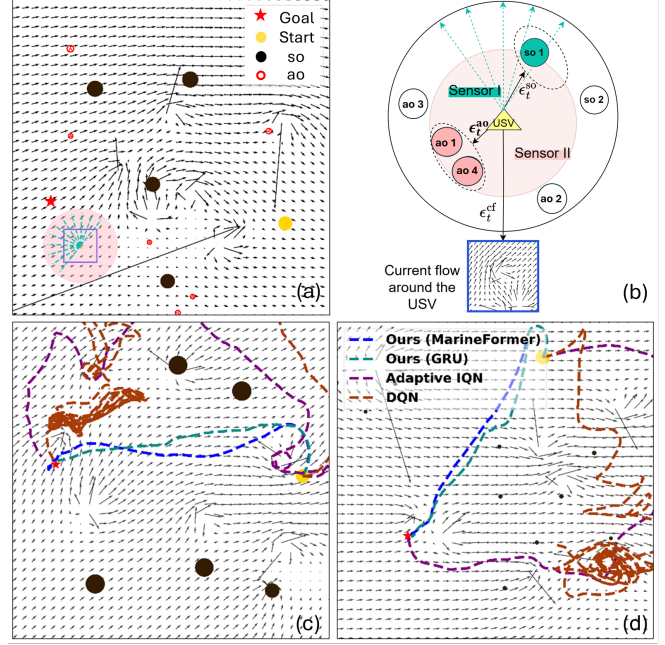 Goal
Start
so
ao
(a)
so 1
Sensor I
ϵ_t^so
ao 3
so 2
ϵ_t^ao
USV
ao 1
Sensor II
ao 4
ao 2
ϵ_t^cf
Current flow
around the
USV
(b)
(c)
Ours (MarineFormer)
Ours (GRU)
Adaptive IQN
DQN
(d)